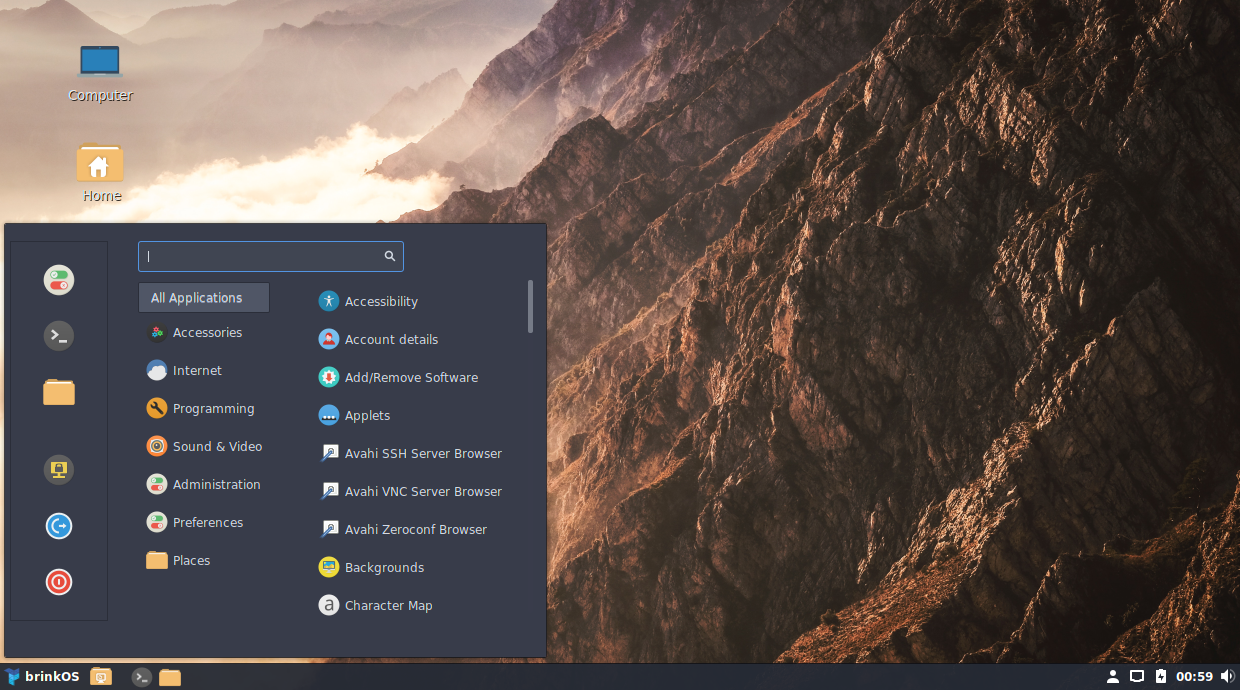 Computer
Home
All Applications
Accessories
Internet
Programming
Sound & Video
Administration
Preferences
Places
Accessibility
Account details
Add/Remove Software
Applets
Avahi SSH Server Browser
Avahi VNC Server Browser
Avahi Zeroconf Browser
Backgrounds
Character Map
brinkOS
00:59